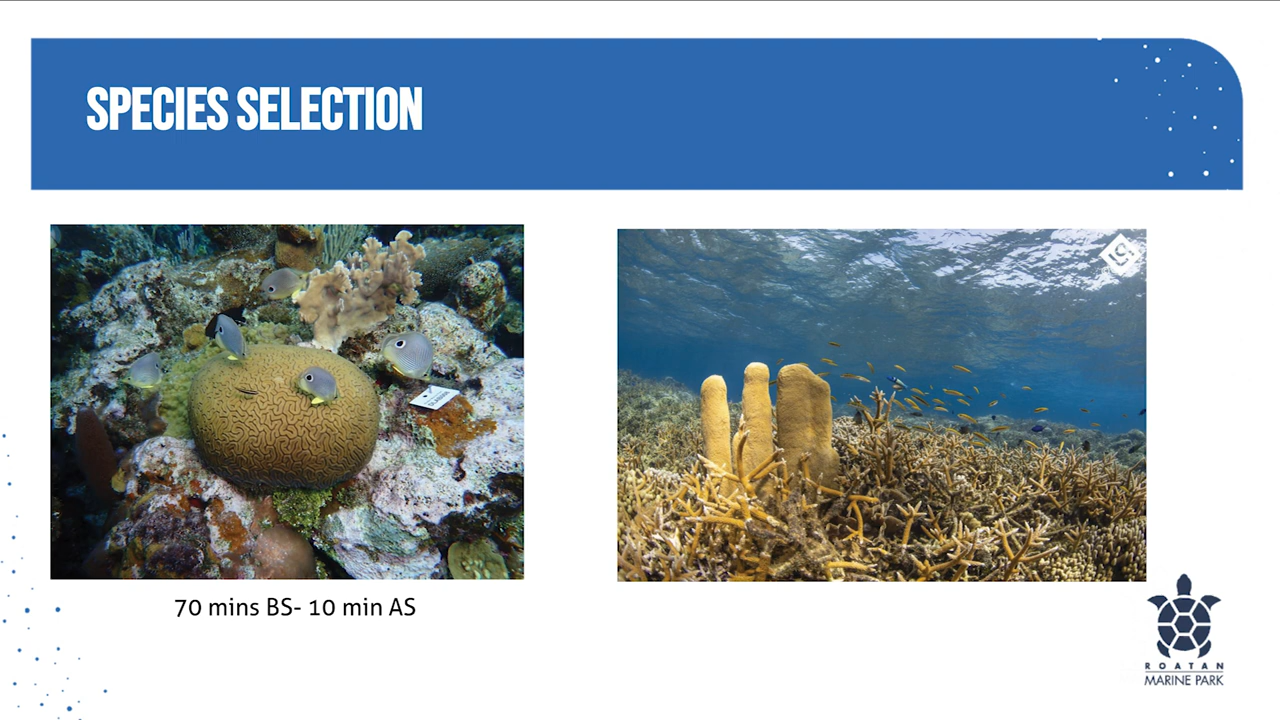 SPECIES SELECTION
70 mins BS- 10 min AS
ROATAN
MARINE PARK